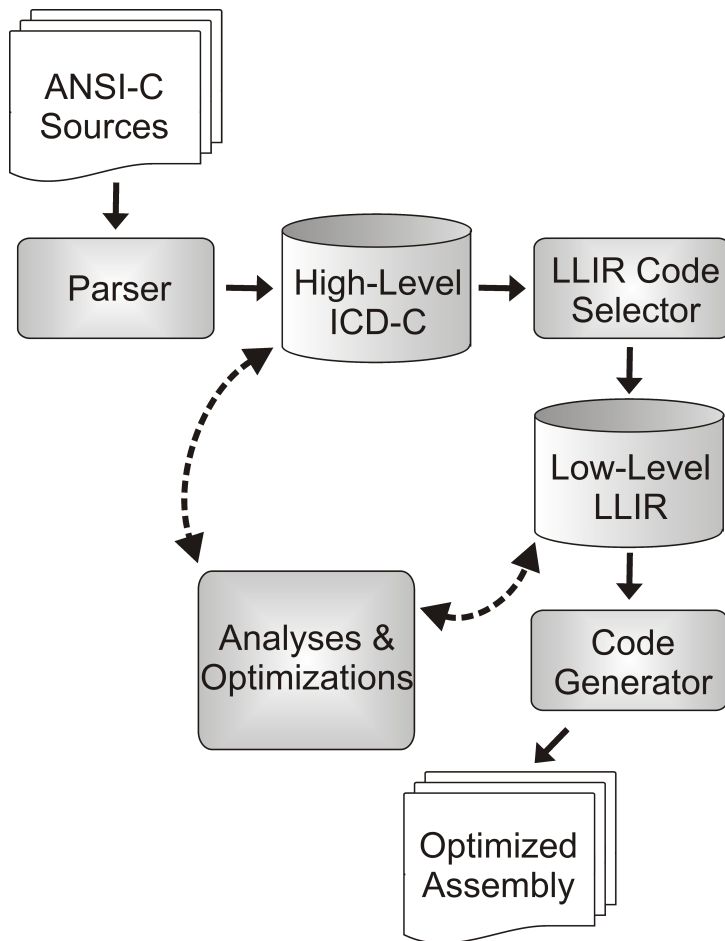 ANSI-C
Sources
Parser
High-Level
ICD-C
LLIR Code
Selector
Low-Level
LLIR
Analyses &
Optimizations
Code
Generator
Optimized
Assembly